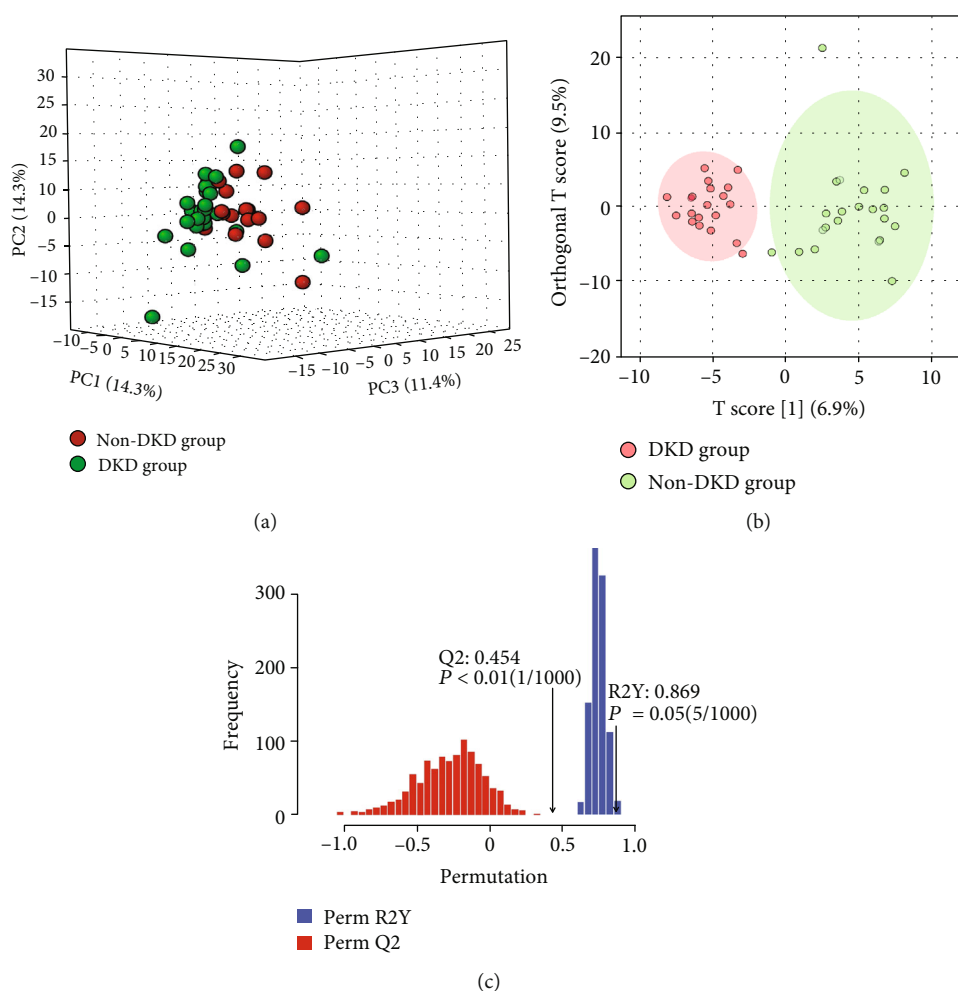 30
25
20
15
10
5
0
−5
−10
−15
PC2 (14.3%)
−10 −5 0 5 10 15 20 25 30
PC1 (14.3%)
−15 −10 −5 0 5 10 15 20 25
PC3 (11.4%)
Non-DKD group
DKD group
(a)
20
10
0
−10
−20
Orthogonal T score (9.5%)
−10 −5 0 5 10
T score [1] (6.9%)
DKD group
Non-DKD group
(b)
300
200
100
0
Frequency
Q2: 0.454
P < 0.01(1/1000)
R2Y: 0.869
P = 0.05(5/1000)
−1.0 −0.5 0 0.5 1.0
Permutation
Perm R2Y
Perm Q2
(c)